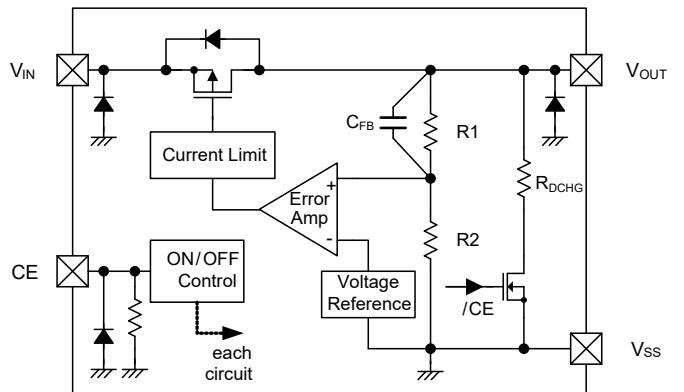 VIN
VOUT
CFB
R1
Current Limit
RDCHG
+
Error
Amp
-
R2
CE
ON/OFF
Control
Voltage
Reference
/CE
each
circuit
VSS